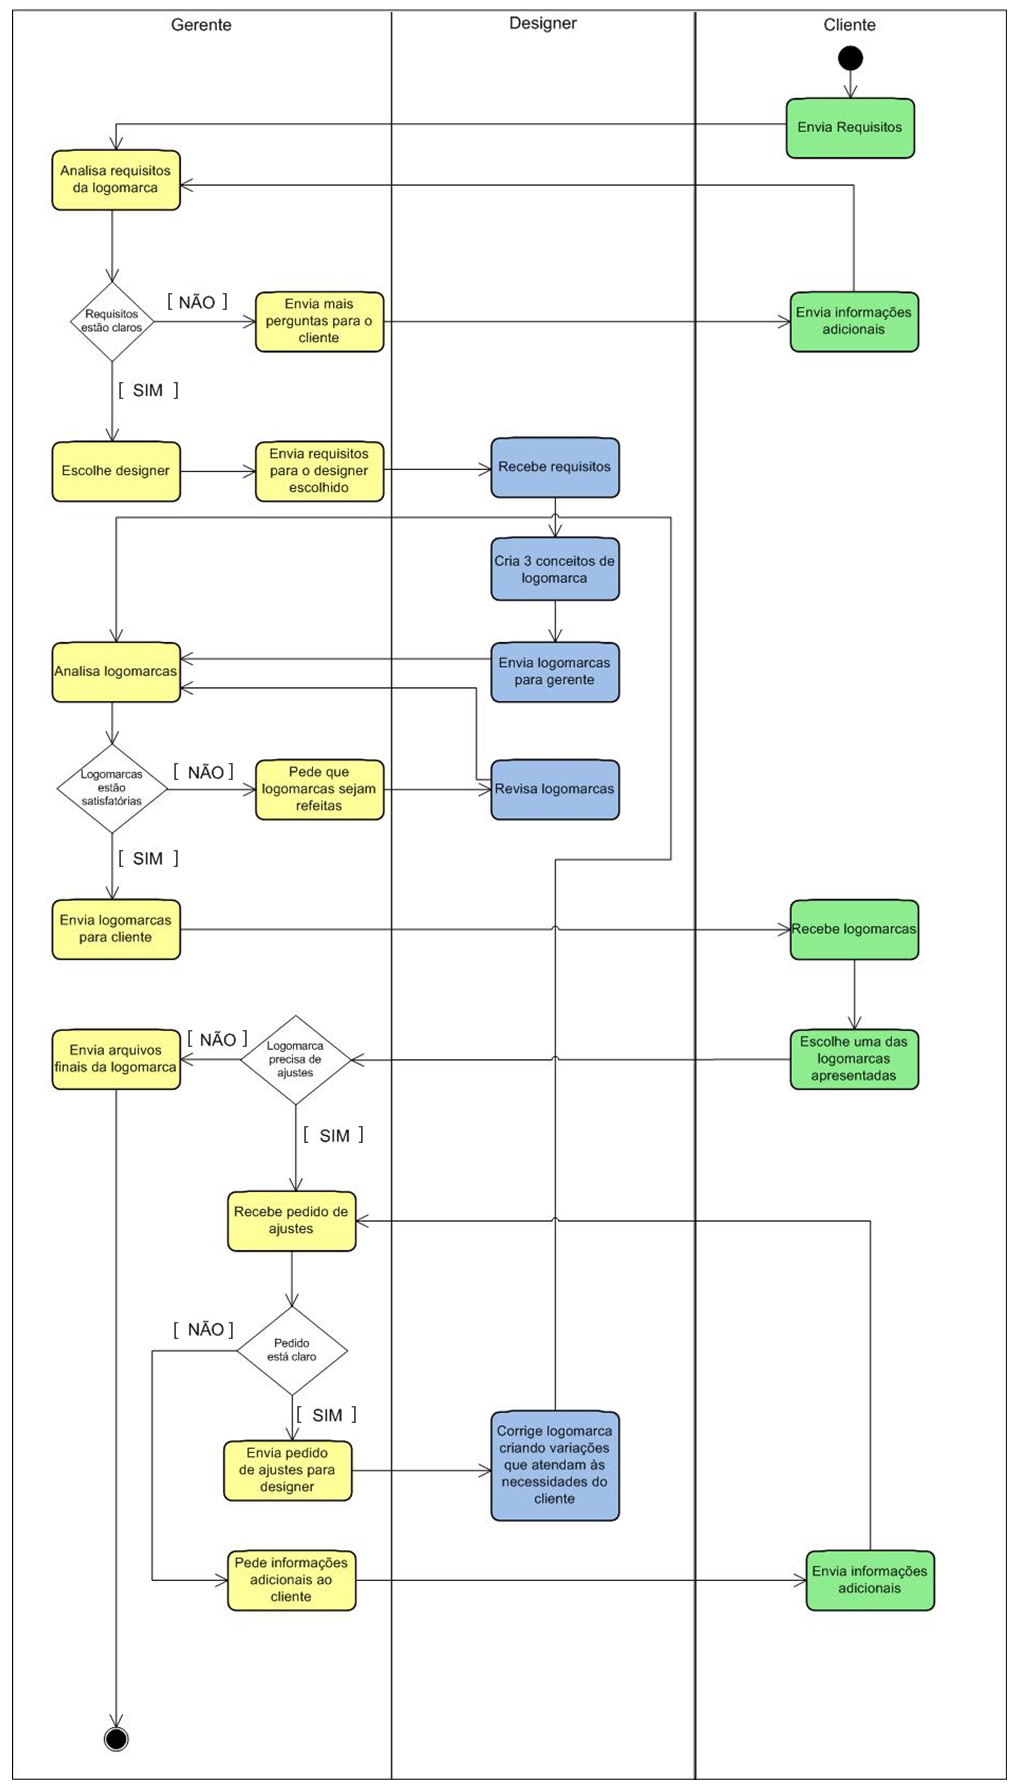 Gerente
Designer
Cliente
Envia Requisitos
Analisa requisitos
da logomarca
Requisitos
estão claros
[ NÃO ]
Envia mais
perguntas para o
cliente
Envia informações
adicionais
[ SIM ]
Escolhe designer
Envia requisitos
para o designer
escolhido
Recebe requisitos
Cria 3 conceitos de
logomarca
Analisa logomarcas
Envia logomarcas
para gerente
Logomarcas
estão
satisfatórias
[ NÃO ]
Pede que
logomarcas sejam
refeitas
Revisa logomarcas
[ SIM ]
Envia logomarcas
para cliente
Recebe logomarcas
Envia arquivos
finais da logomarca
[ NÃO ]
Logomarca
precisa de
ajustes
Escolhe uma das
logomarcas
apresentadas
[ SIM ]
Recebe pedido de
ajustes
[ NÃO ]
Pedido
está claro
[ SIM ]
Envia pedido
de ajustes para
designer
Corrige logomarca
criando variações
que atendam às
necessidades do
cliente
Pede informações
adicionais ao
cliente
Envia informações
adicionais